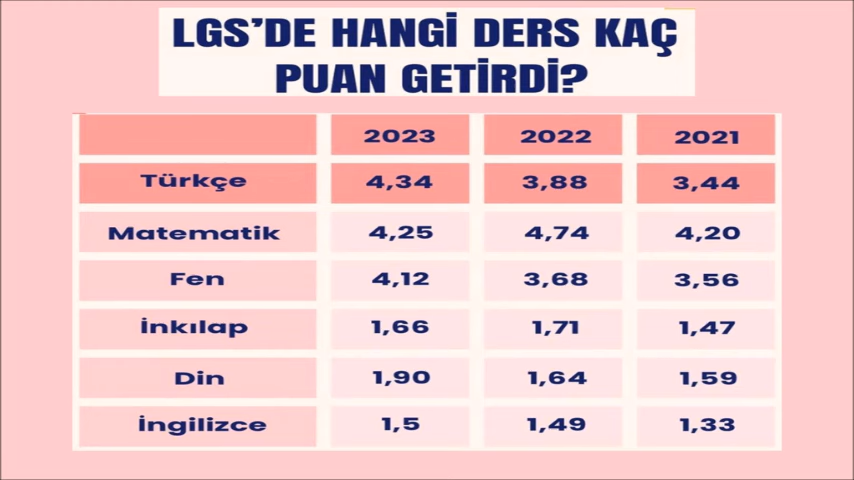 LGS’DE HANGİ DERS KAÇ
PUAN GETİRDİ?
2023 2022 2021
Türkçe 4,34 3,88 3,44
Matematik 4,25 4,74 4,20
Fen 4,12 3,68 3,56
İnkılap 1,66 1,71 1,47
Din 1,90 1,64 1,59
İngilizce 1,5 1,49 1,33